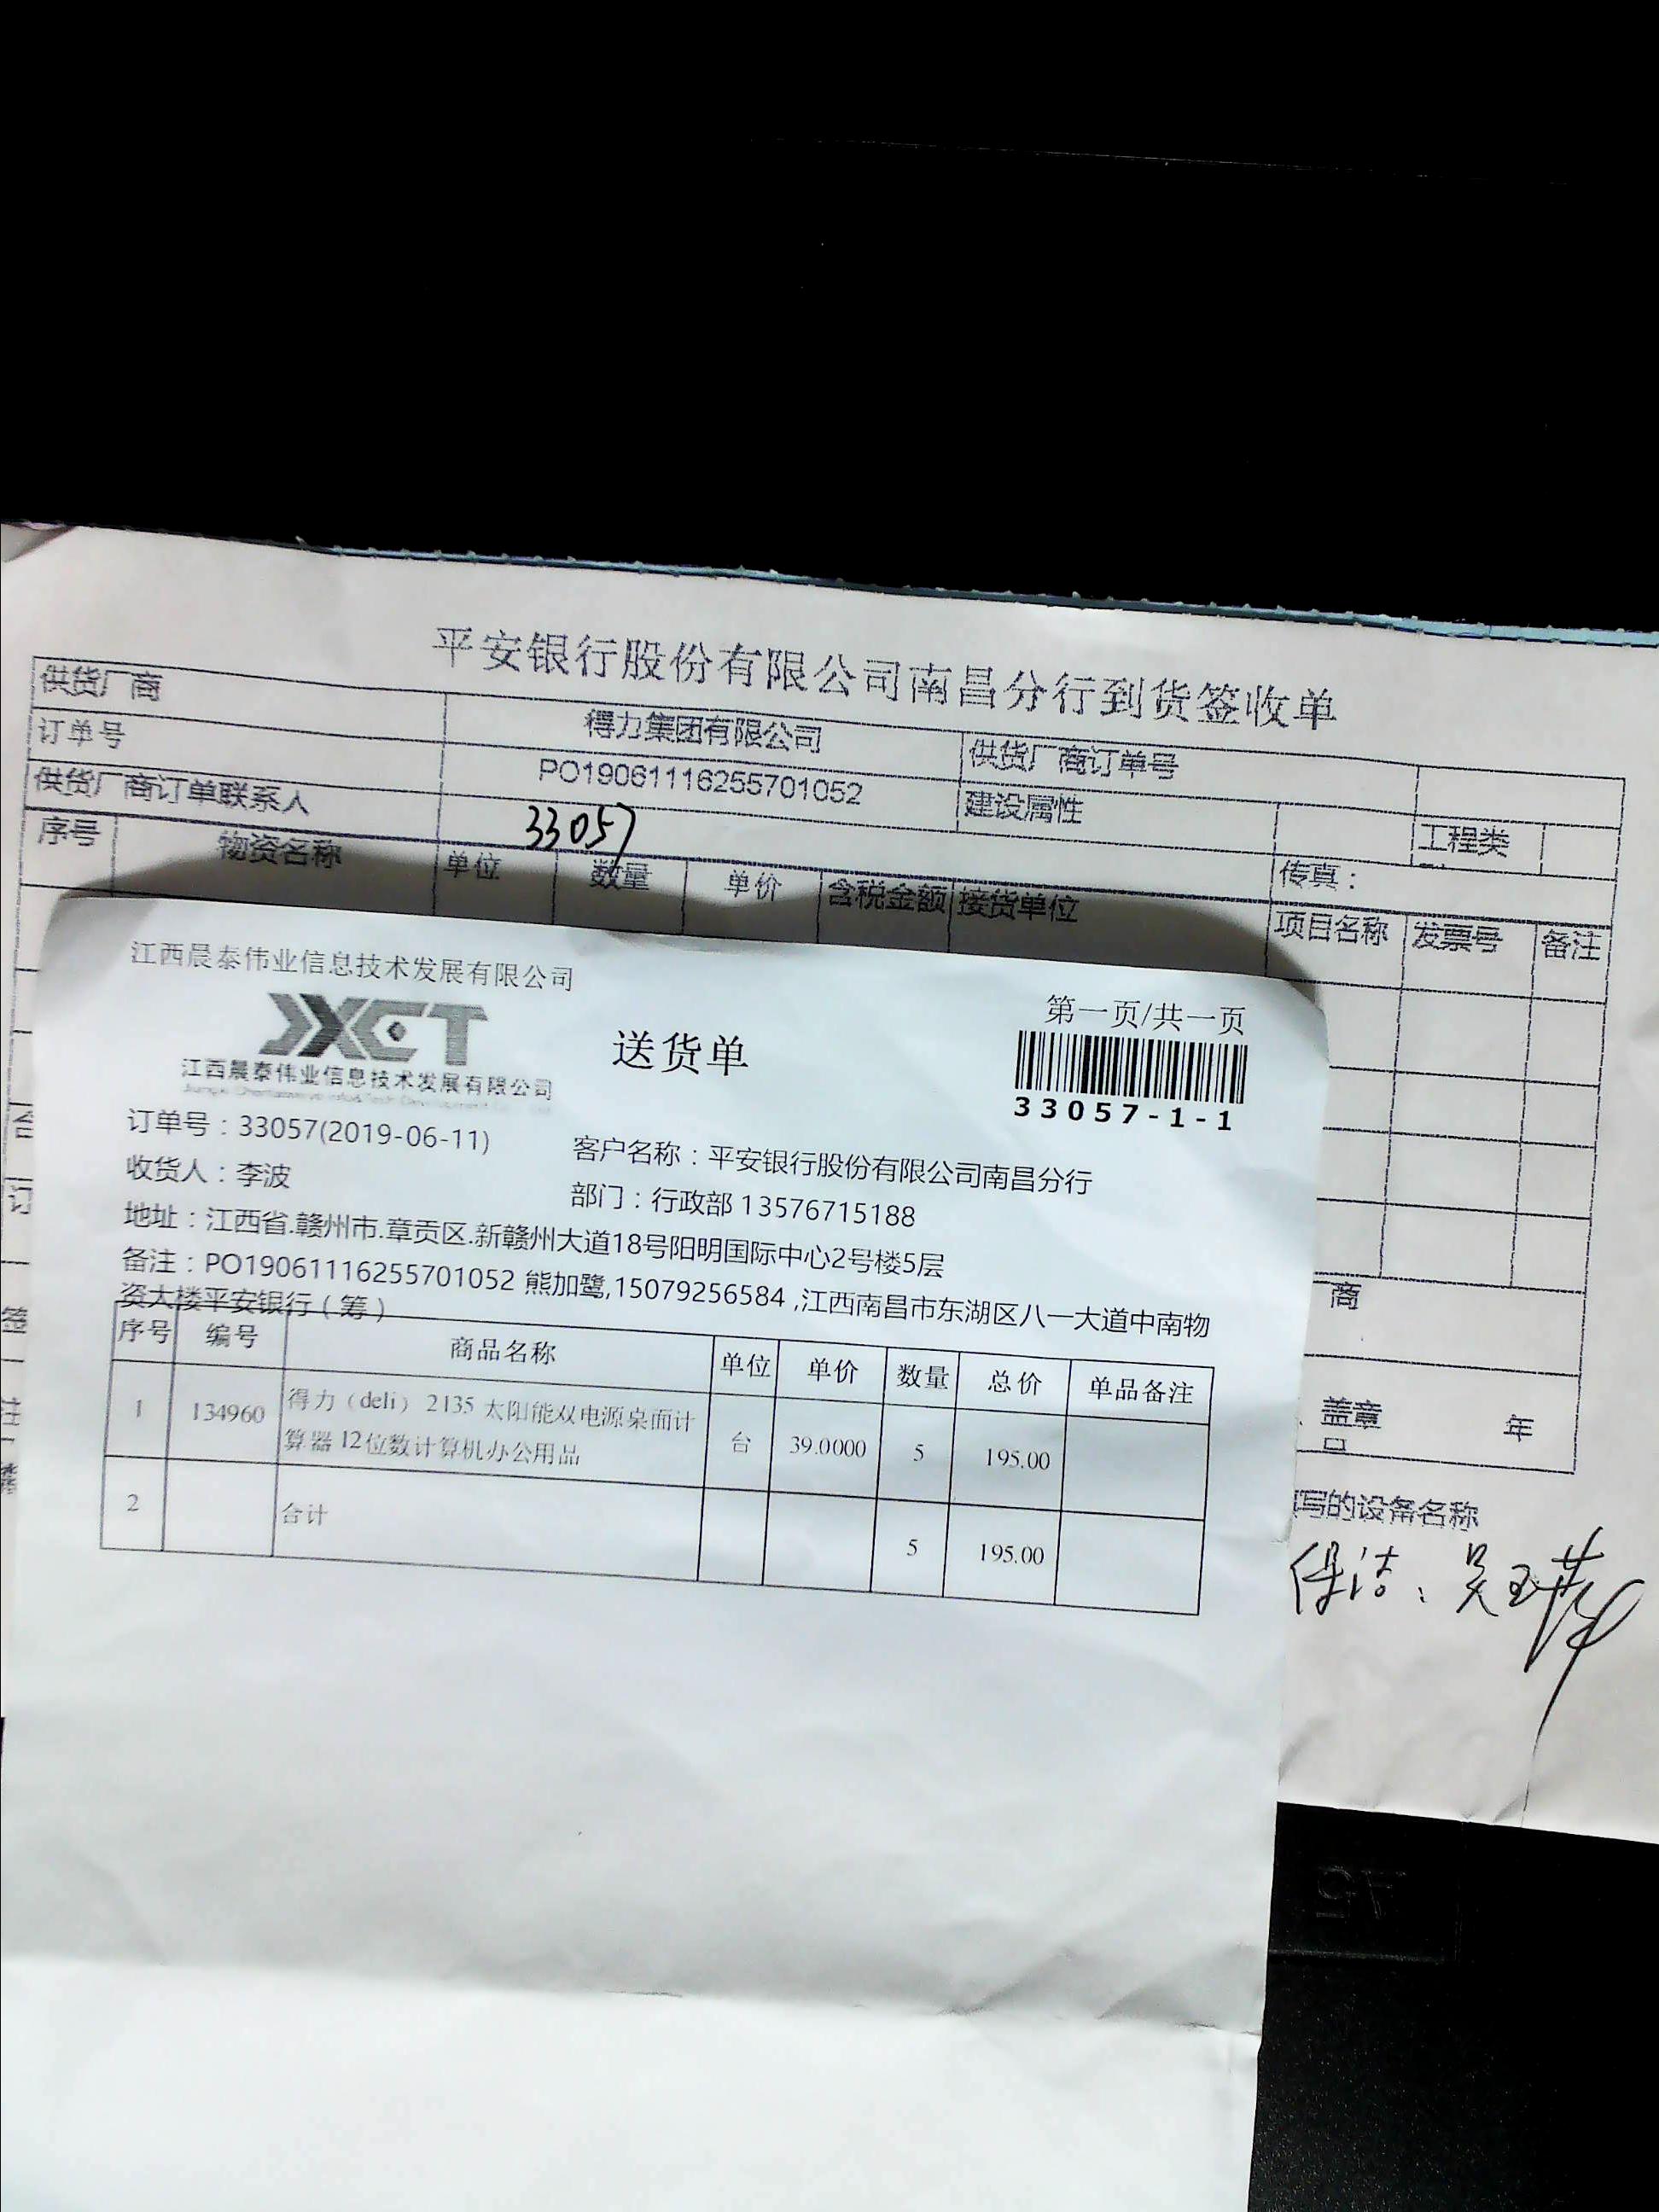 平安银行股份有限公司南昌分行到货签收单
供货厂商 得力集团有限公司 供货厂商订单号
订单号 PO19061116255701052 建设属性 工程类
供货厂商订单联系人 33057 传真：
序号 物资名称 单位 数量 单价 含税金额 接货单位 项目名称 发票号 备注
江西晨泰伟业信息技术发展有限公司
JXCT
江西晨泰伟业信息技术发展有限公司
送货单
第一页/共一页
33057-1-1
订单号：33057(2019-06-11) 客户名称：平安银行股份有限公司南昌分行
收货人：李波 部门：行政部 13576715188
地址：江西省.赣州市.章贡区.新赣州大道18号阳明国际中心2号楼5层
备注：PO19061116255701052 熊加鹭,15079256584 ,江西南昌市东湖区八一大道中南物
资大楼平安银行（筹）
序号 编号 商品名称 单位 单价 数量 总价 单品备注
1 134960 得力（deli）2135 太阳能双电源桌面计
算器 12位数计算机办公用品 台 39.0000 5 195.00
2 合计 5 195.00
商
盖章 年
写的设备名称
保洁：吴玉萍